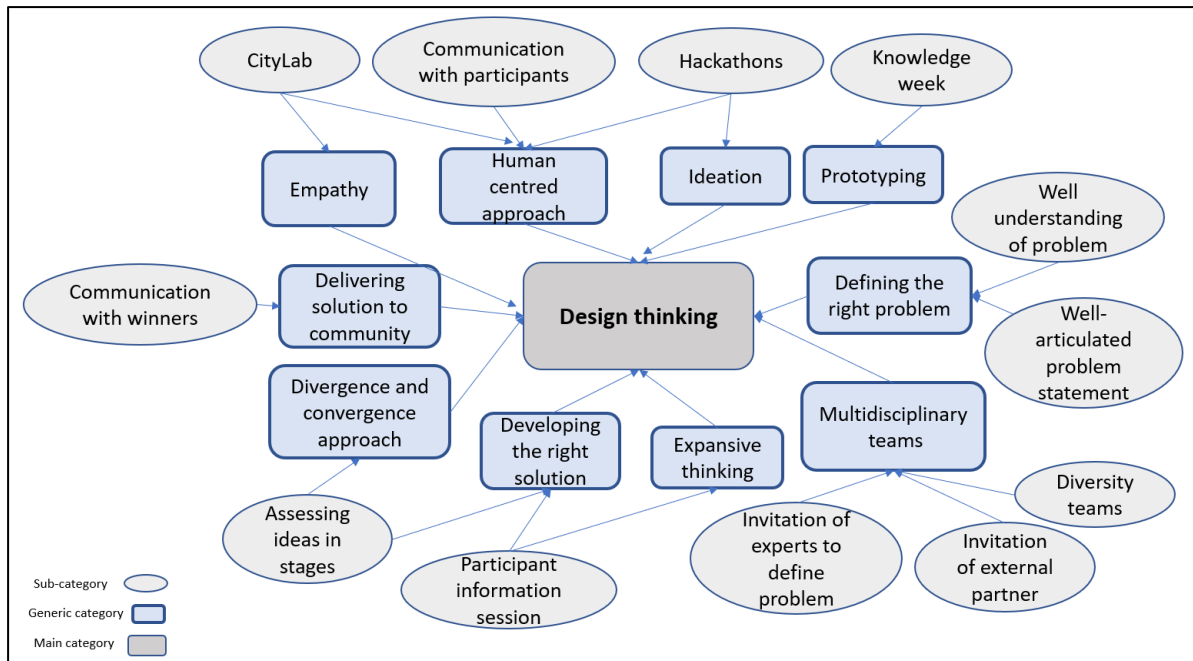 CityLab
Communication
with participants
Hackathons
Knowledge
week
Empathy
Human
centred
approach
Ideation
Prototyping
Well
understanding
of problem
Communication
with winners
Delivering
solution to
community
Design thinking
Defining the
right problem
Well-
articulated
problem
statement
Divergence and
convergence
approach
Developing
the right
solution
Expansive
thinking
Multidisciplinary
teams
Assessing
ideas in
stages
Participant
information
session
Invitation of
experts to
define
problem
Invitation
of external
partner
Diversity
teams
Sub-category
Generic category
Main category